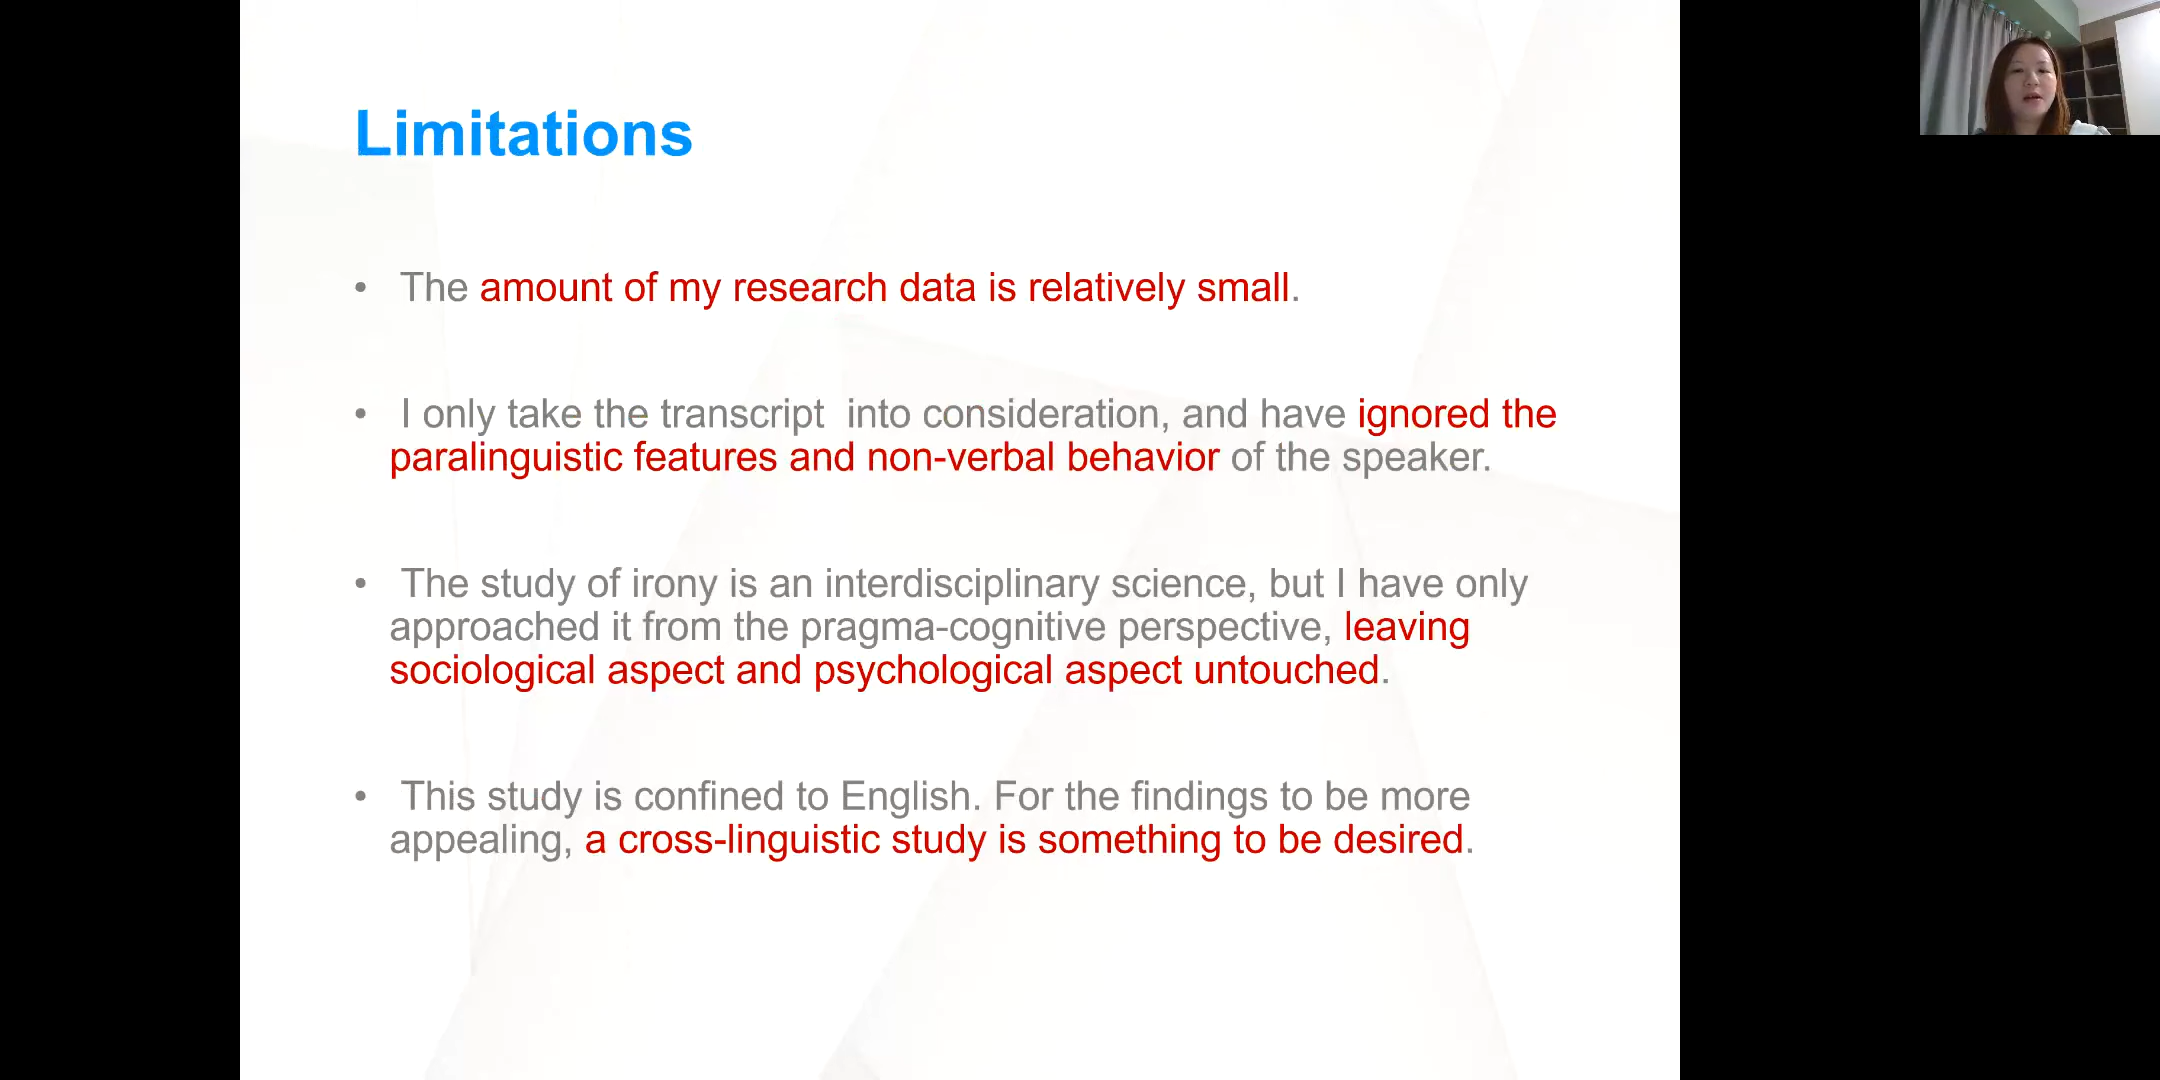 Limitations
• The amount of my research data is relatively small.
• I only take the transcript  into consideration, and have ignored the
paralinguistic features and non-verbal behavior of the speaker.
• The study of irony is an interdisciplinary science, but I have only
approached it from the pragma-cognitive perspective, leaving
sociological aspect and psychological aspect untouched.
• This study is confined to English. For the findings to be more
appealing, a cross-linguistic study is something to be desired.